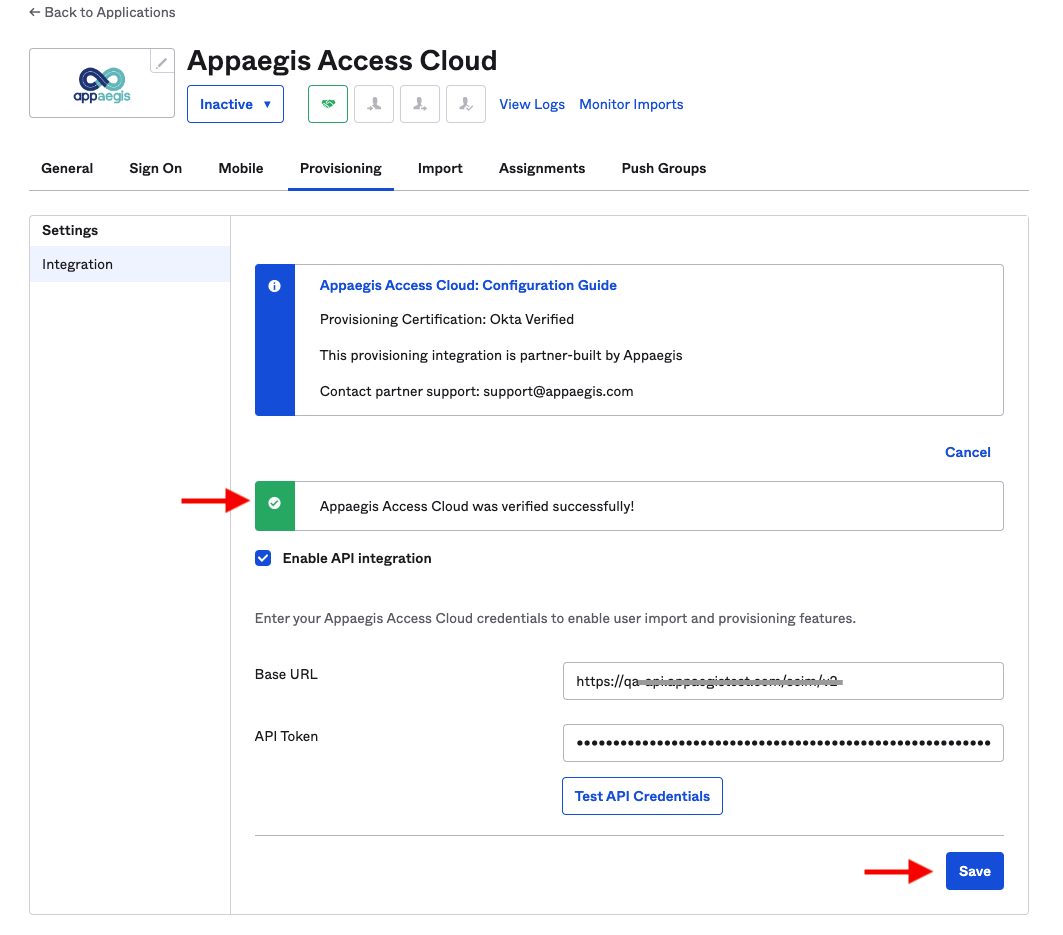 ← Back to Applications
appaegis
Appaegis Access Cloud
Inactive ▼
View Logs
Monitor Imports
General
Sign On
Mobile
Provisioning
Import
Assignments
Push Groups
Settings
Integration
Appaegis Access Cloud: Configuration Guide
Provisioning Certification: Okta Verified
This provisioning integration is partner-built by Appaegis
Contact partner support: support@appaegis.com
Cancel
Appaegis Access Cloud was verified successfully!
Enable API integration
Enter your Appaegis Access Cloud credentials to enable user import and provisioning features.
Base URL
https://qa
API Token
Test API Credentials
Save